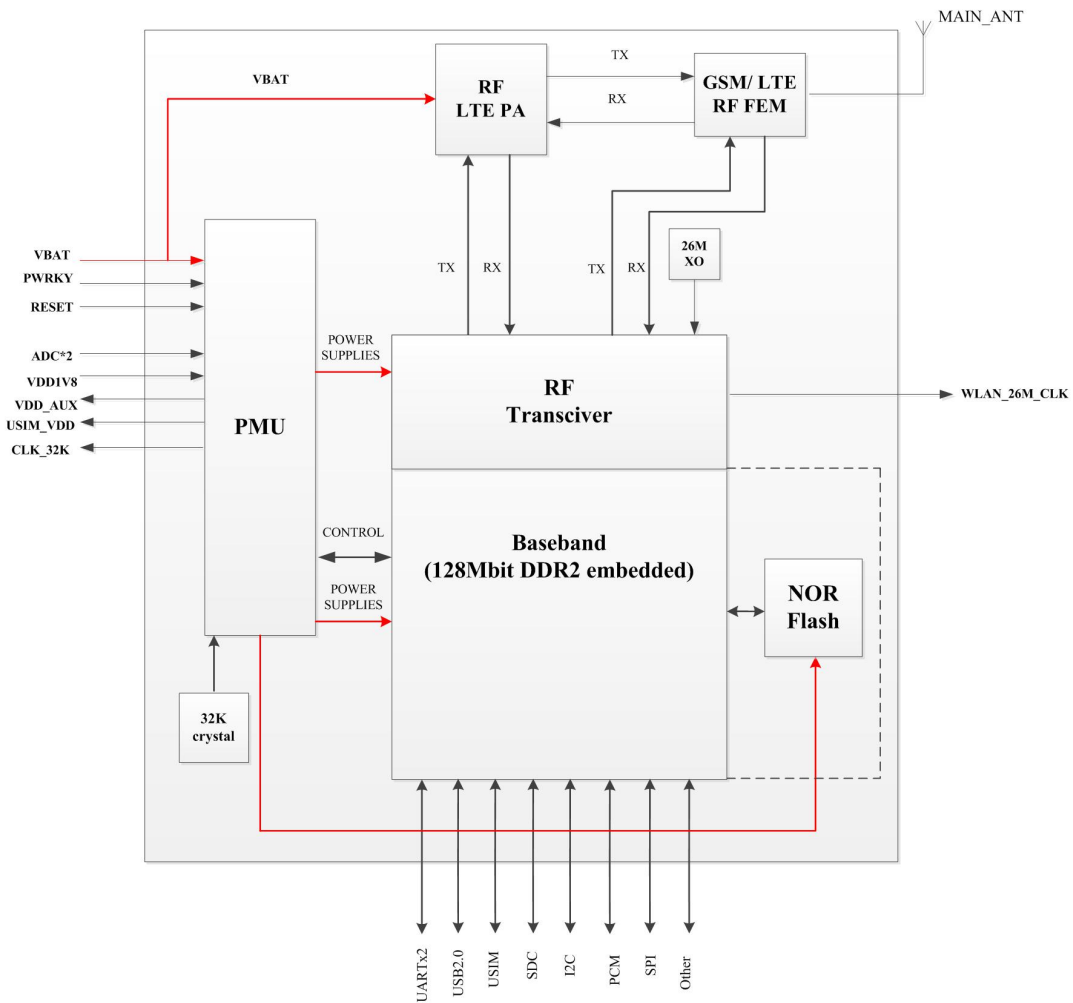 MAIN_ANT
TX
RF
LTE PA
GSM/ LTE
RF FEM
VBAT
RX
26M
XO
VBAT
TX
RX
TX
RX
PWRKY
RESET
POWER
SUPPLIES
ADC*2
VDD1V8
RF
Transciver
WLAN_26M_CLK
VDD_AUX
USIM_VDD
PMU
CLK_32K
CONTROL
Baseband
(128Mbit DDR2 embedded)
POWER
SUPPLIES
NOR
Flash
32K
crystal
UARTx2
USB2.0
USIM
SDC
I2C
PCM
SPI
Other